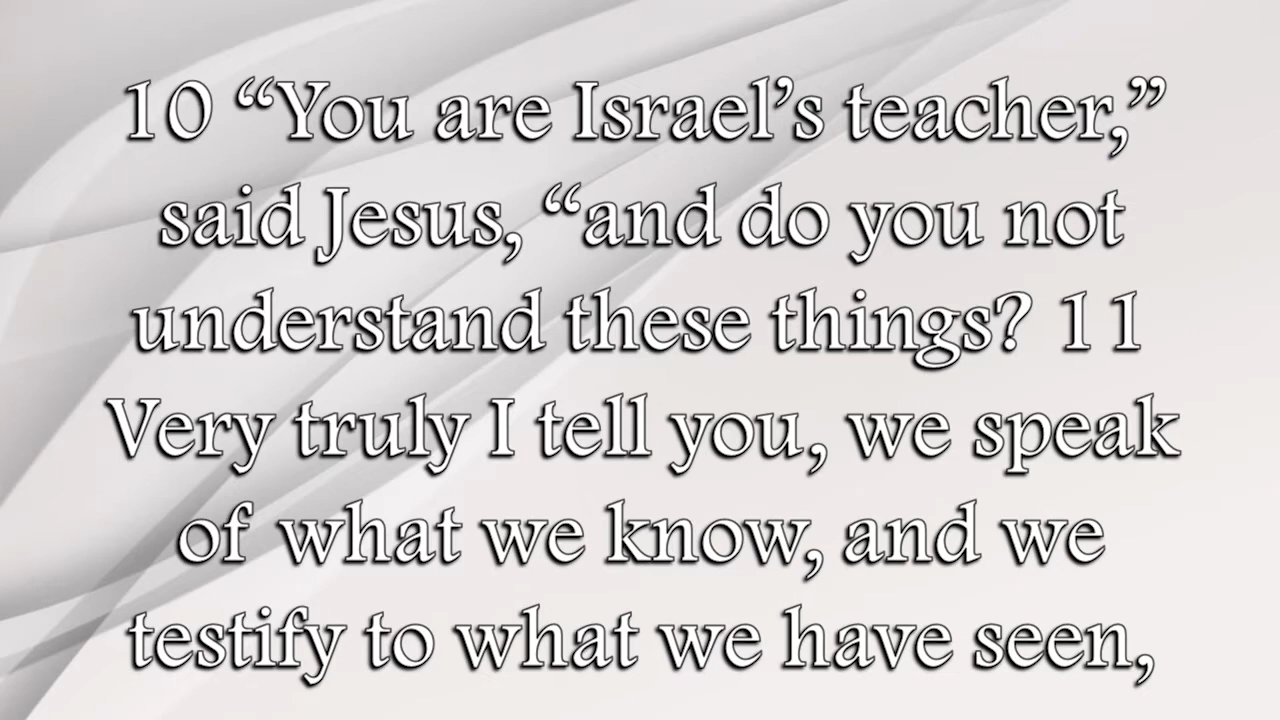 10 “You are Israel’s teacher,”
said Jesus, “and do you not
understand these things? 11
Very truly I tell you, we speak
of what we know, and we
testify to what we have seen,